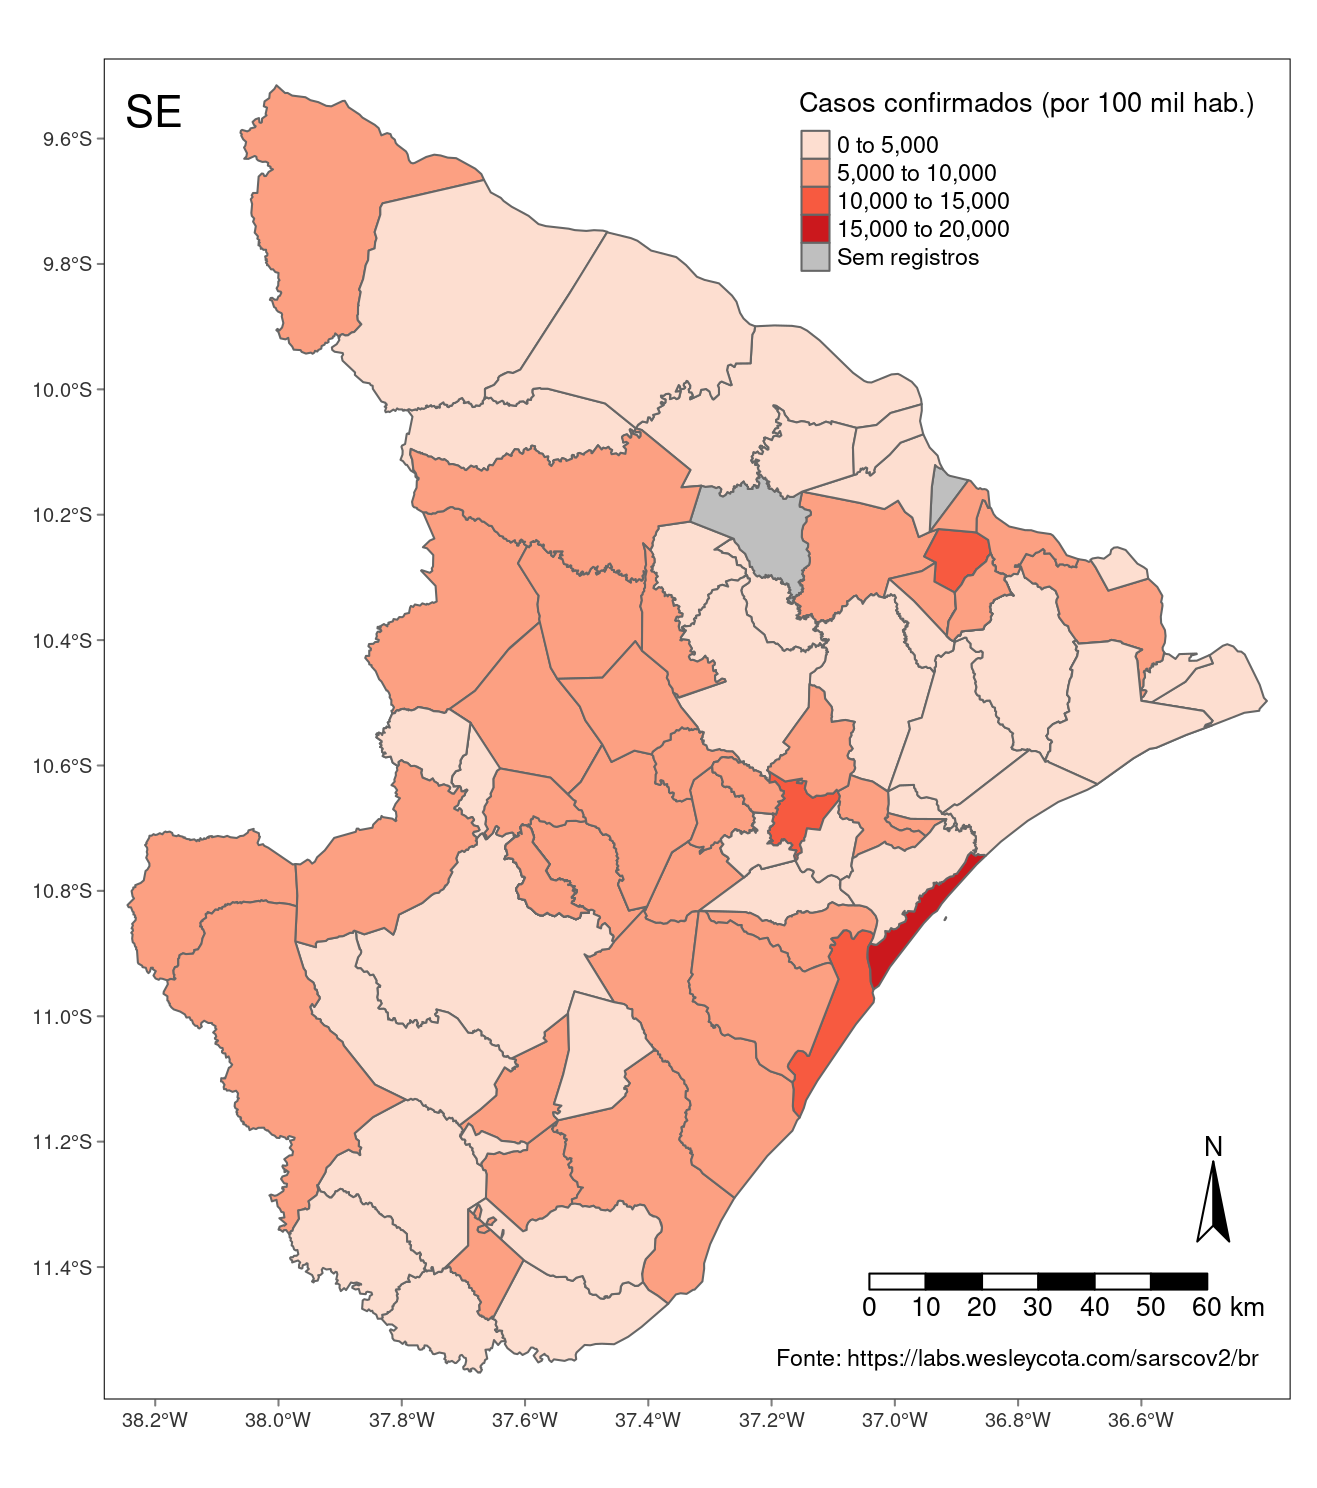 SE
Casos confirmados (por 100 mil hab.)
0 to 5,000
5,000 to 10,000
10,000 to 15,000
15,000 to 20,000
Sem registros
9.6°S
9.8°S
10.0°S
10.2°S
10.4°S
10.6°S
10.8°S
11.0°S
11.2°S
11.4°S
N
0 10 20 30 40 50 60 km
Fonte: https://labs.wesleycota.com/sarscov2/br
38.2°W 38.0°W 37.8°W 37.6°W 37.4°W 37.2°W 37.0°W 36.8°W 36.6°W